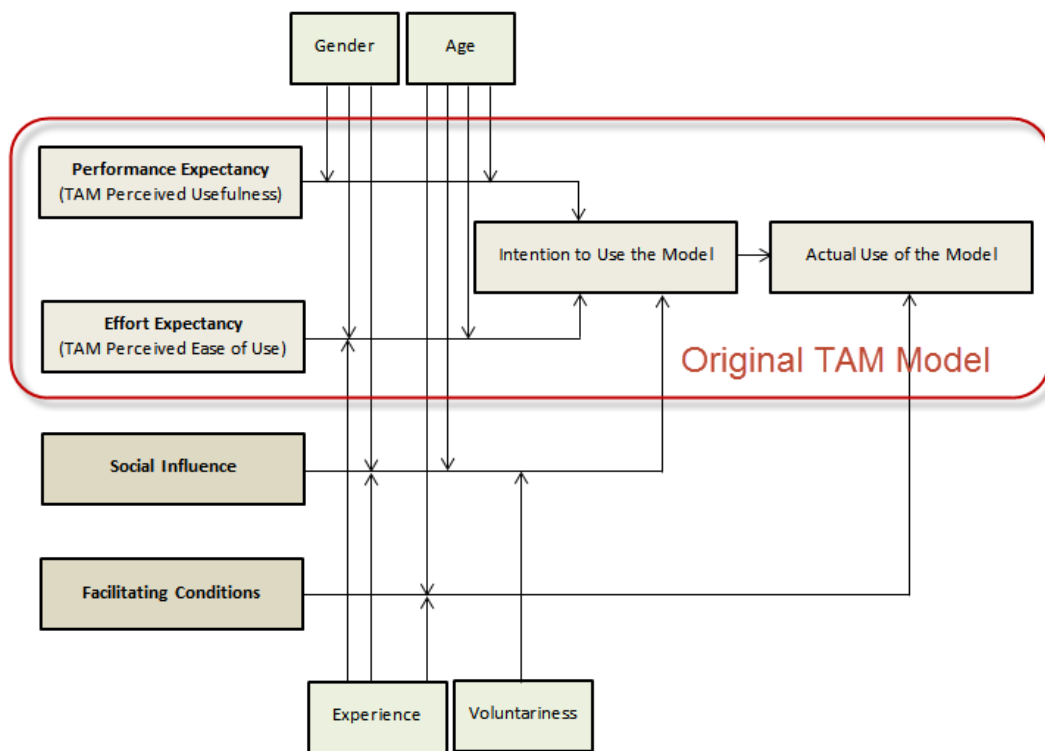 Gender
Age
Performance Expectancy
(TAM Perceived Usefulness)
Intention to Use the Model
Actual Use of the Model
Effort Expectancy
(TAM Perceived Ease of Use)
Original TAM Model
Social Influence
Facilitating Conditions
Experience
Voluntariness